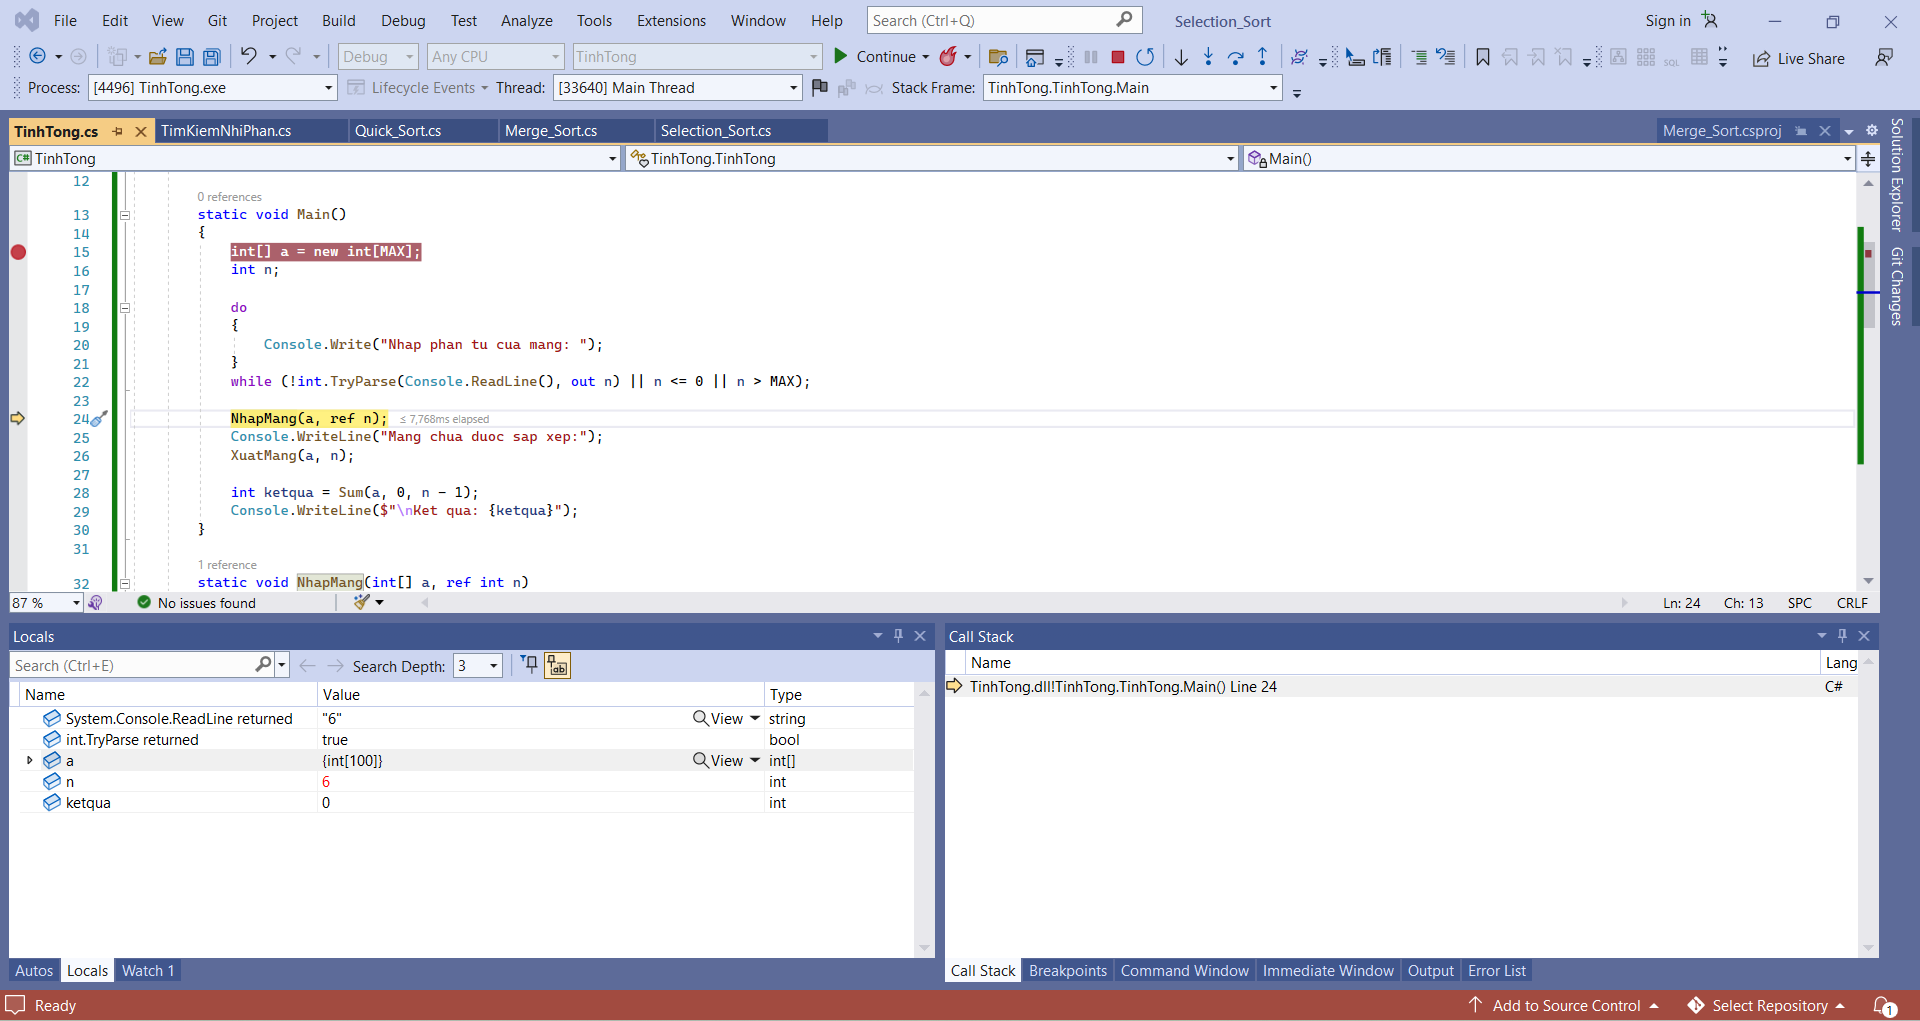 File Edit View Git Project Build Debug Test Analyze Tools Extensions Window Help Search (Ctrl+Q) Selection_Sort Sign in
Debug Any CPU TinhTong Continue SQL Live Share
Process: [4496] TinhTong.exe Lifecycle Events Thread: [33640] Main Thread Stack Frame: TinhTong.TinhTong.Main
TinhTong.cs TimKiemNhiPhan.cs Quick_Sort.cs Merge_Sort.cs Selection_Sort.cs Merge_Sort.csproj
C# TinhTong TinhTong.TinhTong Main()
Solution Explorer
Git Changes
12
0 references
13 static void Main()
14 {
15 int[] a = new int[MAX];
16 int n;
17
18 do
19 {
20 Console.Write("Nhap phan tu cua mang: ");
21 }
22 while (!int.TryParse(Console.ReadLine(), out n) || n <= 0 || n > MAX);
23
24 NhapMang(a, ref n); ≤ 7,768ms elapsed
25 Console.WriteLine("Mang chua duoc sap xep:");
26 XuatMang(a, n);
27
28 int ketqua = Sum(a, 0, n - 1);
29 Console.WriteLine($"\nKet qua: {ketqua}");
30 }
31
1 reference
32 static void NhapMang(int[] a, ref int n)
87 % No issues found Ln: 24 Ch: 13 SPC CRLF
Locals
Search (Ctrl+E) Search Depth: 3
Name Value Type
System.Console.ReadLine returned "6" View string
int.TryParse returned true bool
a {int[100]} View int[]
n 6 int
ketqua 0 int
Autos Locals Watch 1
Call Stack
Name Lang
TinhTong.dll!TinhTong.TinhTong.Main() Line 24 C#
Call Stack Breakpoints Command Window Immediate Window Output Error List
Ready Add to Source Control Select Repository 1